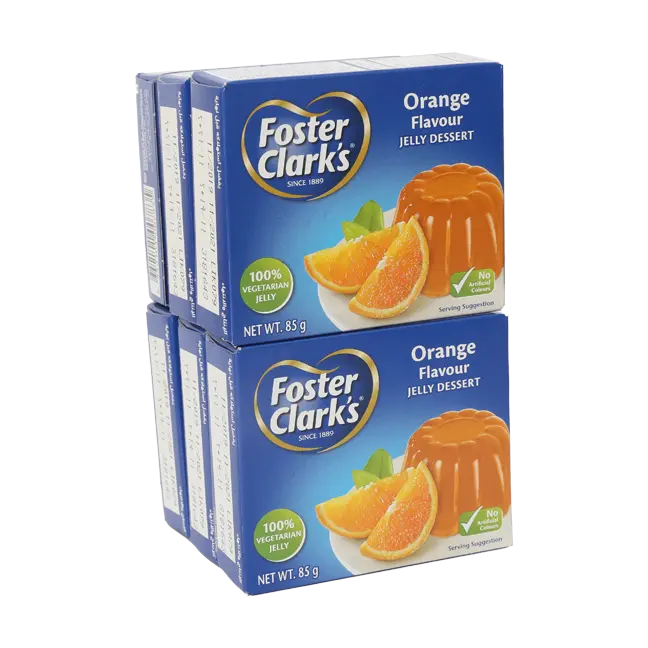 Foster
Clark's®
SINCE 1889
Orange
Flavour
JELLY DESSERT
100%
VEGETARIAN
JELLY
No
Artificial
Colours
Serving Suggestion
NET WT. 85 g
Foster
Clark's®
SINCE 1889
Orange
Flavour
JELLY DESSERT
100%
VEGETARIAN
JELLY
No
Artificial
Colours
Serving Suggestion
NET WT. 85 g